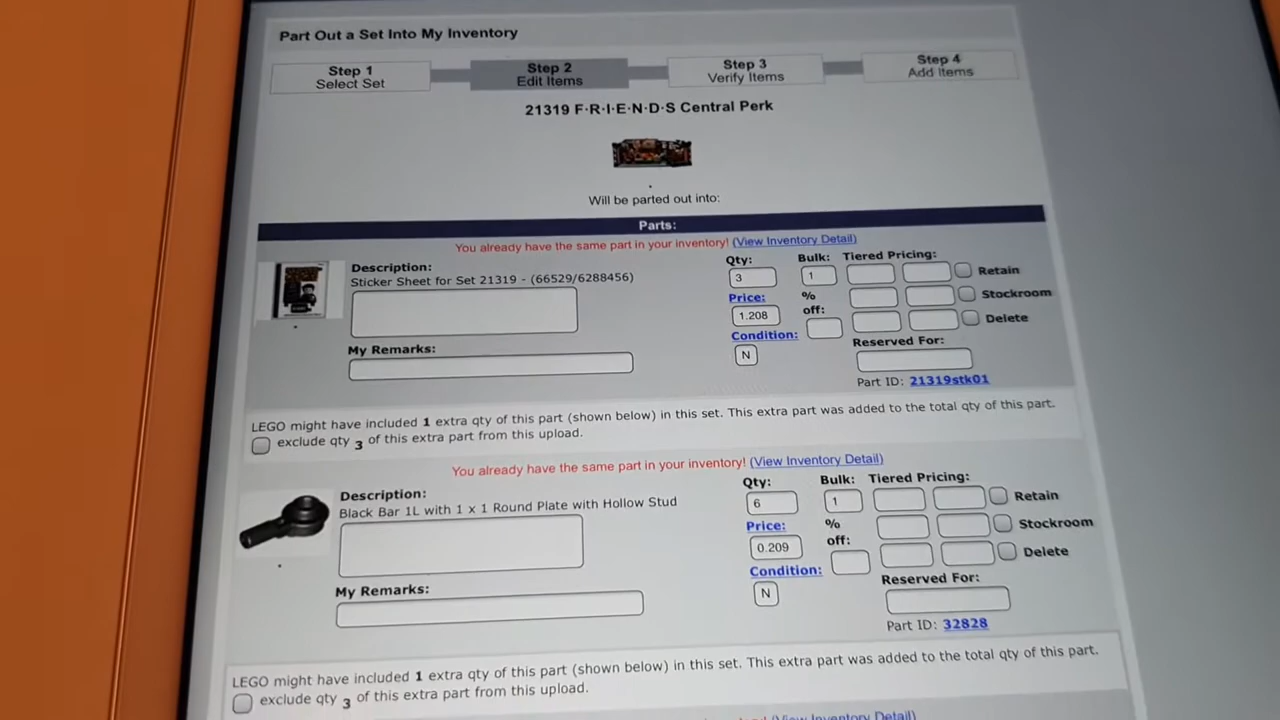 Part Out a Set Into My Inventory
Step 1
Select Set
Step 2
Edit Items
Step 3
Verify Items
Step 4
Add Items
21319 F·R·I·E·N·D·S Central Perk
Will be parted out into:
Parts:
You already have the same part in your inventory! (View Inventory Detail)
Description:
Sticker Sheet for Set 21319 - (66529/6288456)
My Remarks:
Qty:
3
Price:
1.208
Condition:
N
Bulk:
1
%
off:
Tiered Pricing:
Retain
Stockroom
Delete
Reserved For:
Part ID: 21319stk01
LEGO might have included 1 extra qty of this part (shown below) in this set. This extra part was added to the total qty of this part.
exclude qty 3 of this extra part from this upload.
You already have the same part in your inventory! (View Inventory Detail)
Description:
Black Bar 1L with 1 x 1 Round Plate with Hollow Stud
My Remarks:
Qty:
6
Price:
0.209
Condition:
N
Bulk:
1
%
off:
Tiered Pricing:
Retain
Stockroom
Delete
Reserved For:
Part ID: 32828
LEGO might have included 1 extra qty of this part (shown below) in this set. This extra part was added to the total qty of this part.
exclude qty 3 of this extra part from this upload.
(View Inventory Detail)